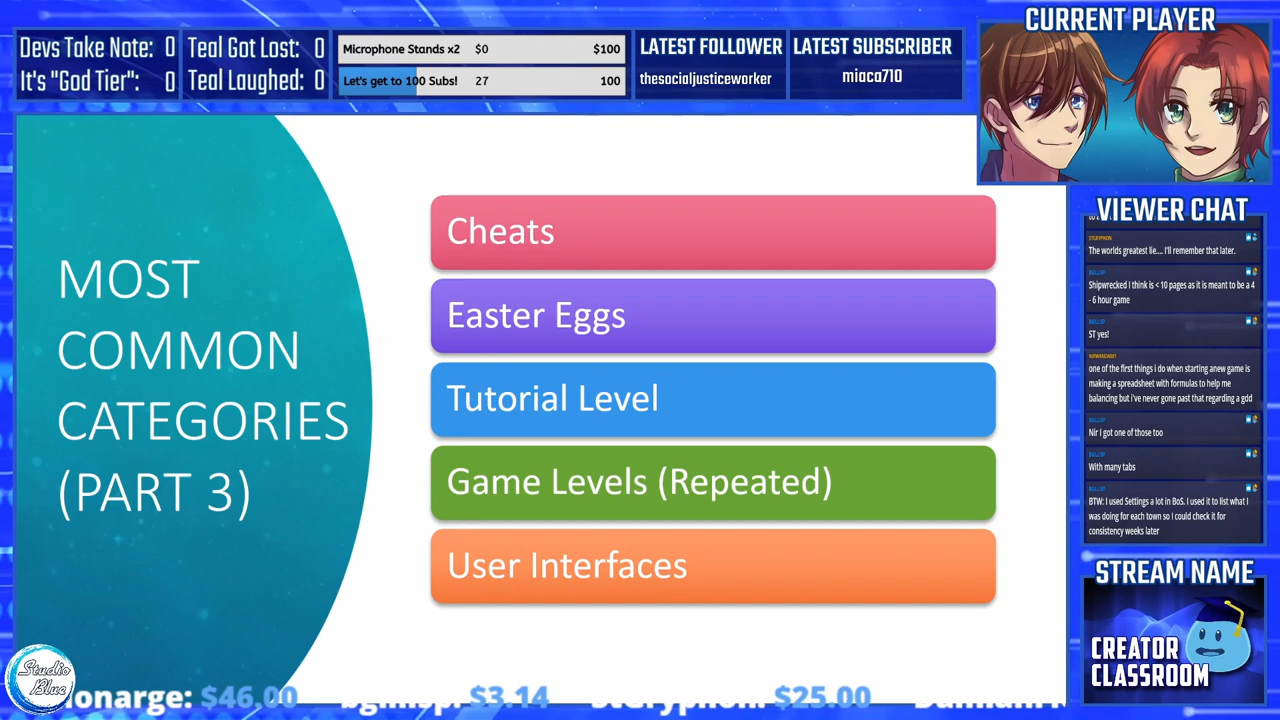 Devs Take Note: 0
It's "God Tier": 0
Teal Got Lost: 0
Teal Laughed: 0
Microphone Stands x2 $0 $100
Let's get to 100 Subs! 27 100
LATEST FOLLOWER
thesocialjusticeworker
LATEST SUBSCRIBER
miaca710
CURRENT PLAYER
MOST
COMMON
CATEGORIES
(PART 3)
Cheats
Easter Eggs
Tutorial Level
Game Levels (Repeated)
User Interfaces
VIEWER CHAT
STGRYPHON
The worlds greatest lie.... I'll remember that later.
Shipwrecked I think is < 10 pages as it is meant to be a 4
- 6 hour game
ST yes!
one of the first things i do when starting anew game is
making a spreadsheet with formulas to help me
balancing but i've never gone past that regarding a gdd
Nir I got one of those too
With many tabs
BTW: I used Settings a lot in BoS. I used it to list what I
was doing for each town so I could check it for
consistency weeks later
STREAM NAME
CREATOR
CLASSROOM
Studio
Blue
onarge: $46.00 $3.14 $25.00